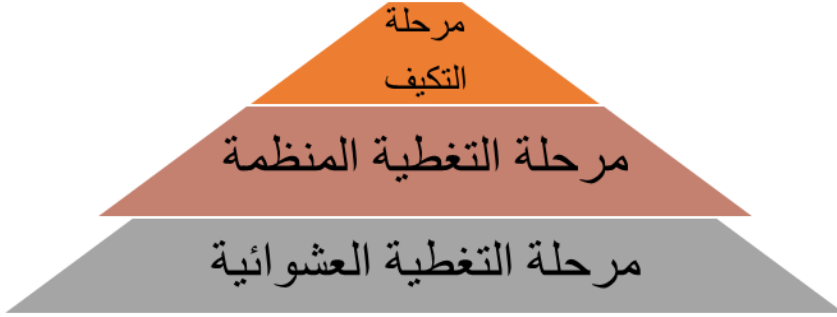 مرحلة
التكيف
مرحلة التغطية المنظمة
مرحلة التغطية العشوائية